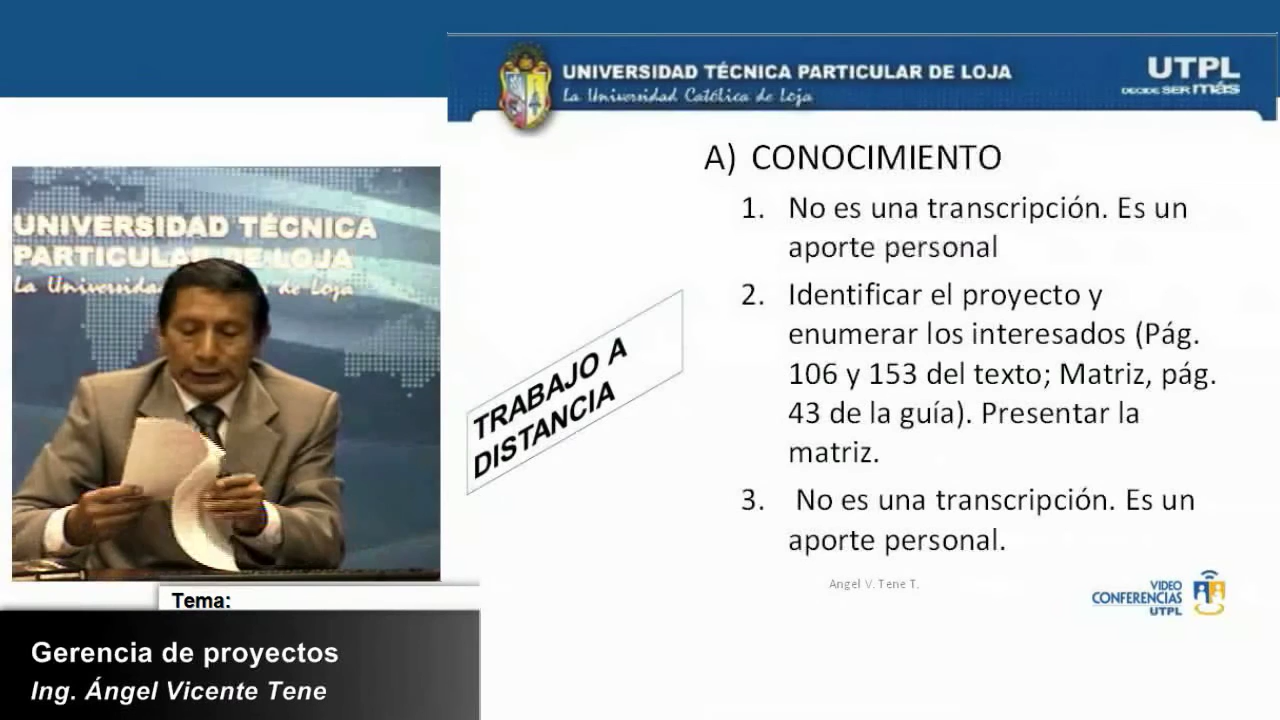 UNIVERSIDAD TÉCNICA PARTICULAR DE LOJA
La Universidad Católica de Loja
UTPL
DECIDE SER más
UNIVERSIDAD TÉCNICA
PARTICULAR DE LOJA
La Universidad de Loja
TRABAJO A
DISTANCIA
A) CONOCIMIENTO
1. No es una transcripción. Es un
aporte personal
2. Identificar el proyecto y
enumerar los interesados (Pág.
106 y 153 del texto; Matriz, pág.
43 de la guía). Presentar la
matriz.
3. No es una transcripción. Es un
aporte personal.
Angel V. Tene T.
VIDEO
CONFERENCIAS
UTPL
Tema:
Gerencia de proyectos
Ing. Ángel Vicente Tene